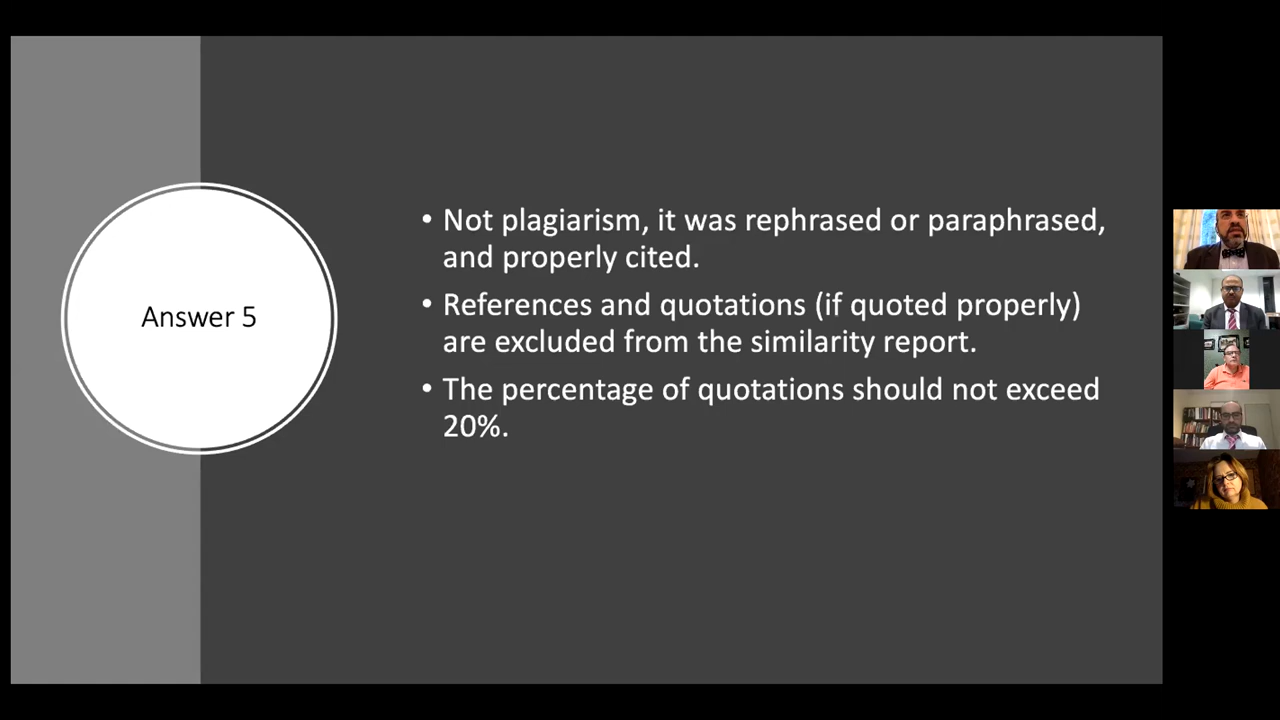 Answer 5
• Not plagiarism, it was rephrased or paraphrased,
and properly cited.
• References and quotations (if quoted properly)
are excluded from the similarity report.
• The percentage of quotations should not exceed
20%.